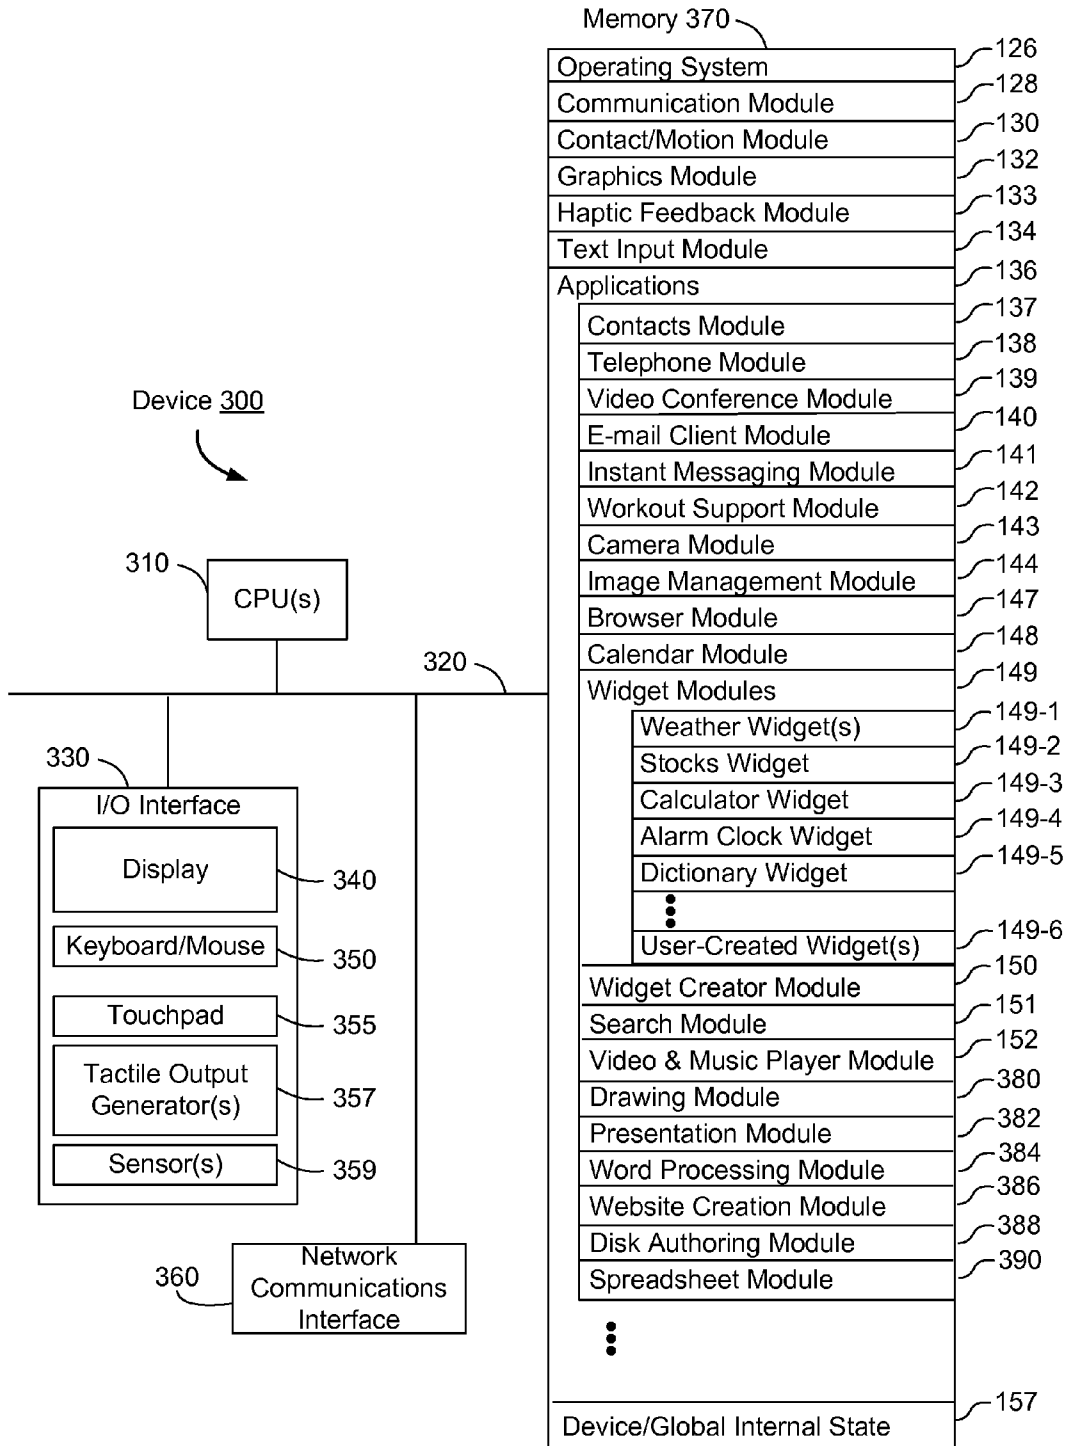 Memory 370
Operating System 126
Communication Module 128
Contact/Motion Module 130
Graphics Module 132
Haptic Feedback Module 133
Text Input Module 134
Applications 136
Contacts Module 137
Telephone Module 138
Video Conference Module 139
E-mail Client Module 140
Instant Messaging Module 141
Workout Support Module 142
Camera Module 143
Image Management Module 144
Browser Module 147
Calendar Module 148
Widget Modules 149
Weather Widget(s) 149-1
Stocks Widget 149-2
Calculator Widget 149-3
Alarm Clock Widget 149-4
Dictionary Widget 149-5
User-Created Widget(s) 149-6
Widget Creator Module 150
Search Module 151
Video & Music Player Module 152
Drawing Module 380
Presentation Module 382
Word Processing Module 384
Website Creation Module 386
Disk Authoring Module 388
Spreadsheet Module 390
Device/Global Internal State 157
Device 300
310
CPU(s)
320
330
I/O Interface
Display 340
Keyboard/Mouse 350
Touchpad 355
Tactile Output
Generator(s) 357
Sensor(s) 359
360
Network
Communications
Interface